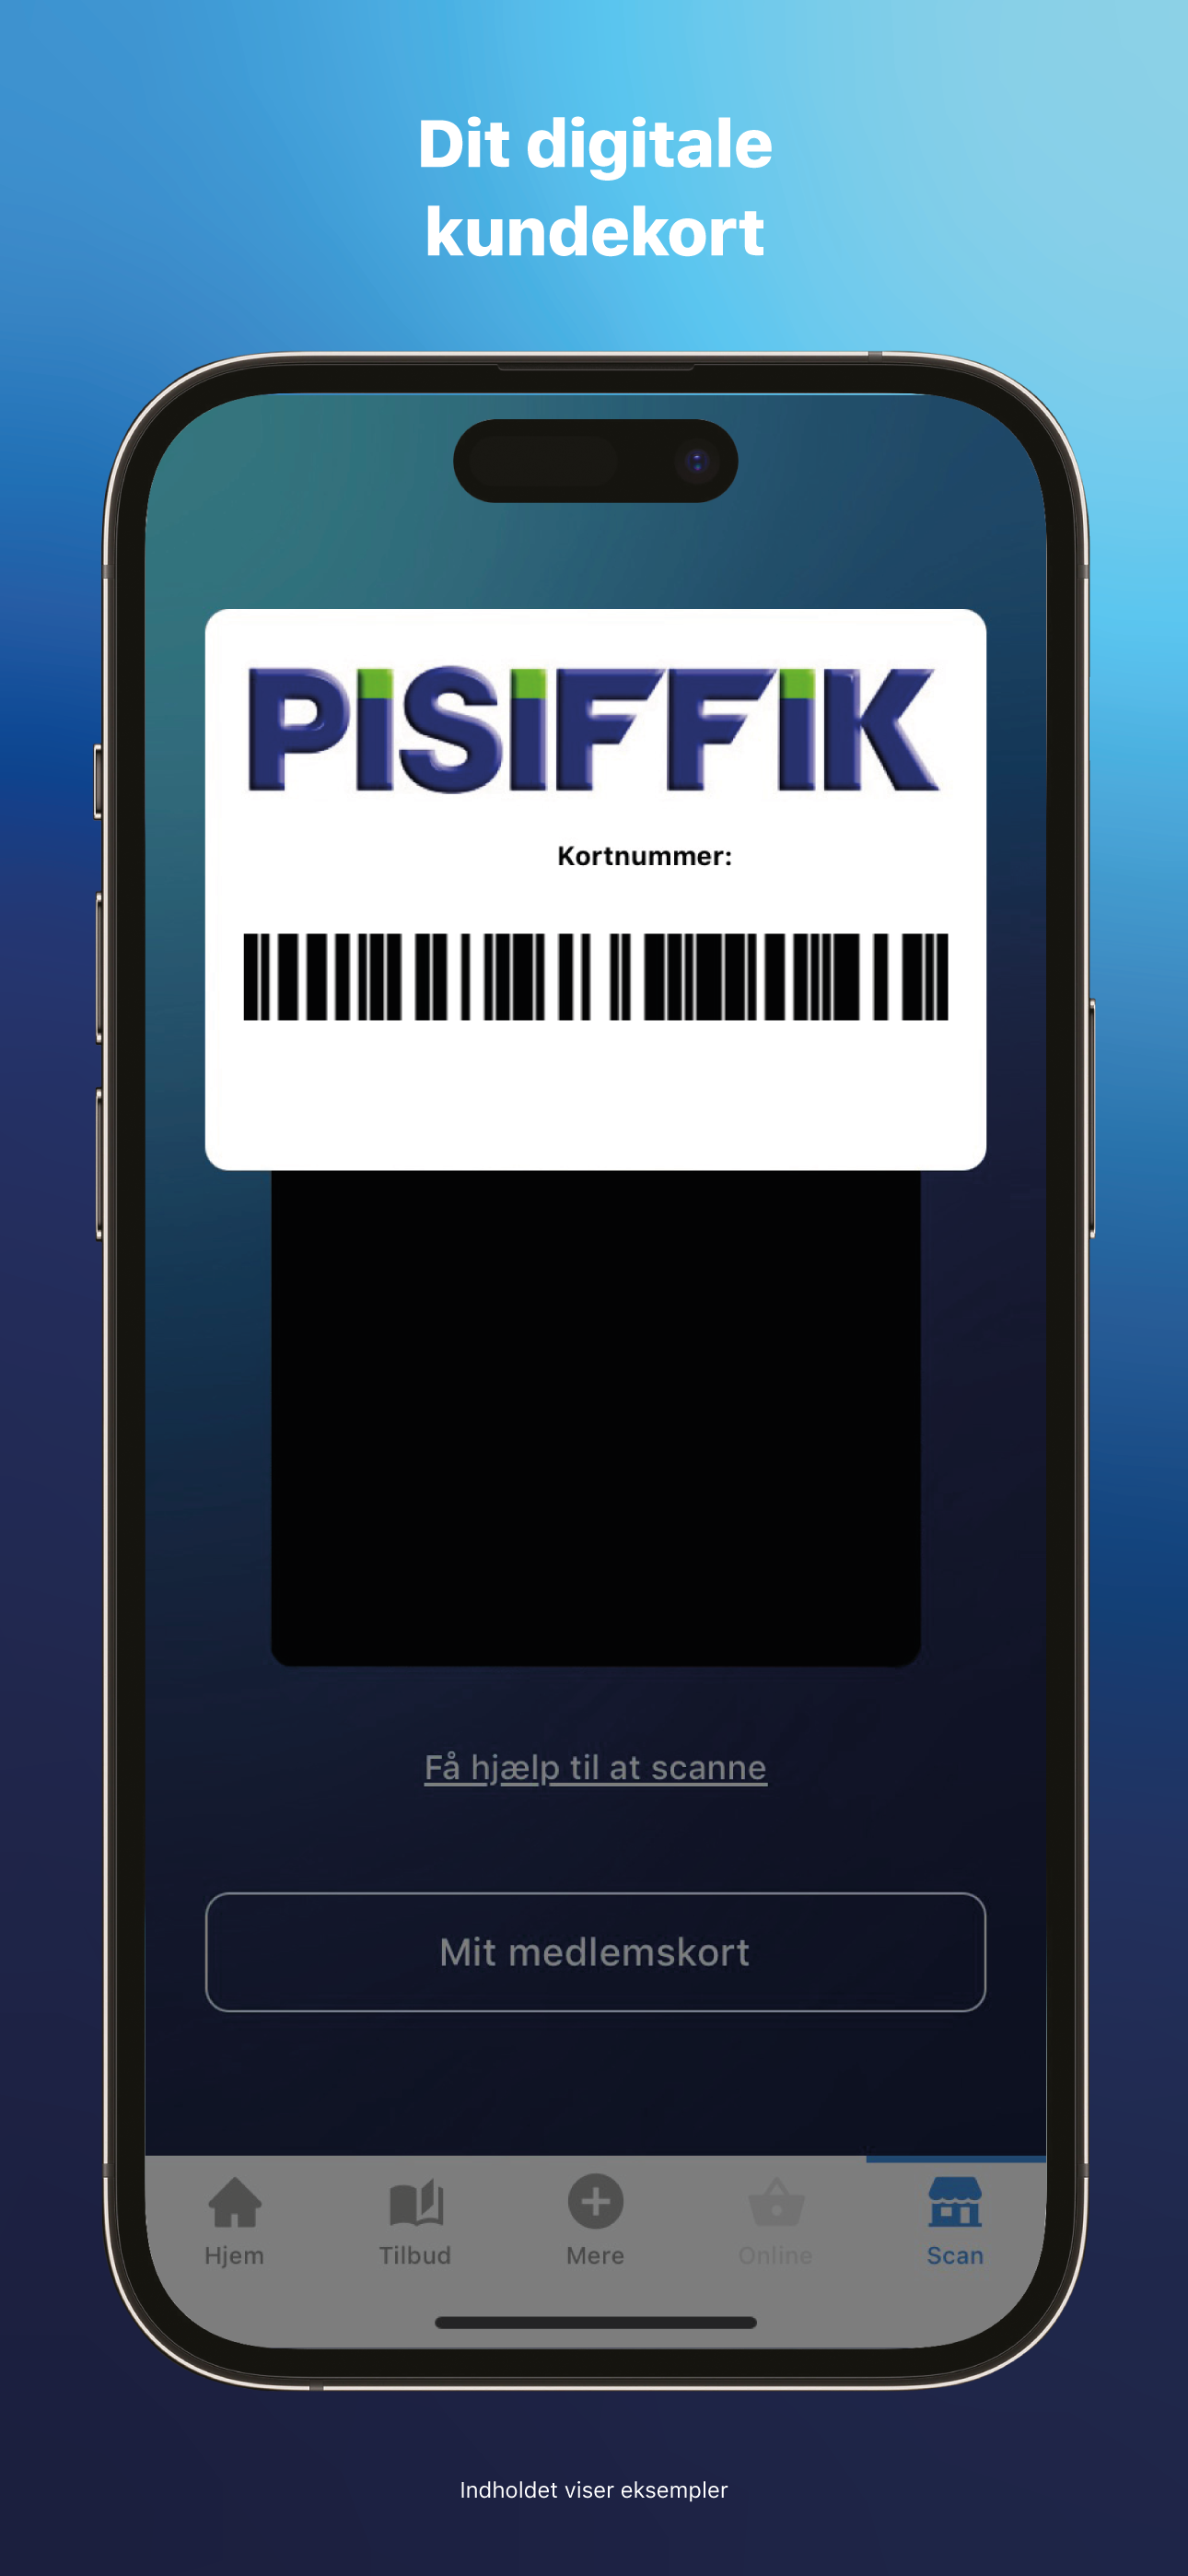 Dit digitale
kundekort
PiSiFFiK
Kortnummer:
Få hjælp til at scanne
Mit medlemskort
Hjem
Tilbud
Mere
Online
Scan
Indholdet viser eksempler